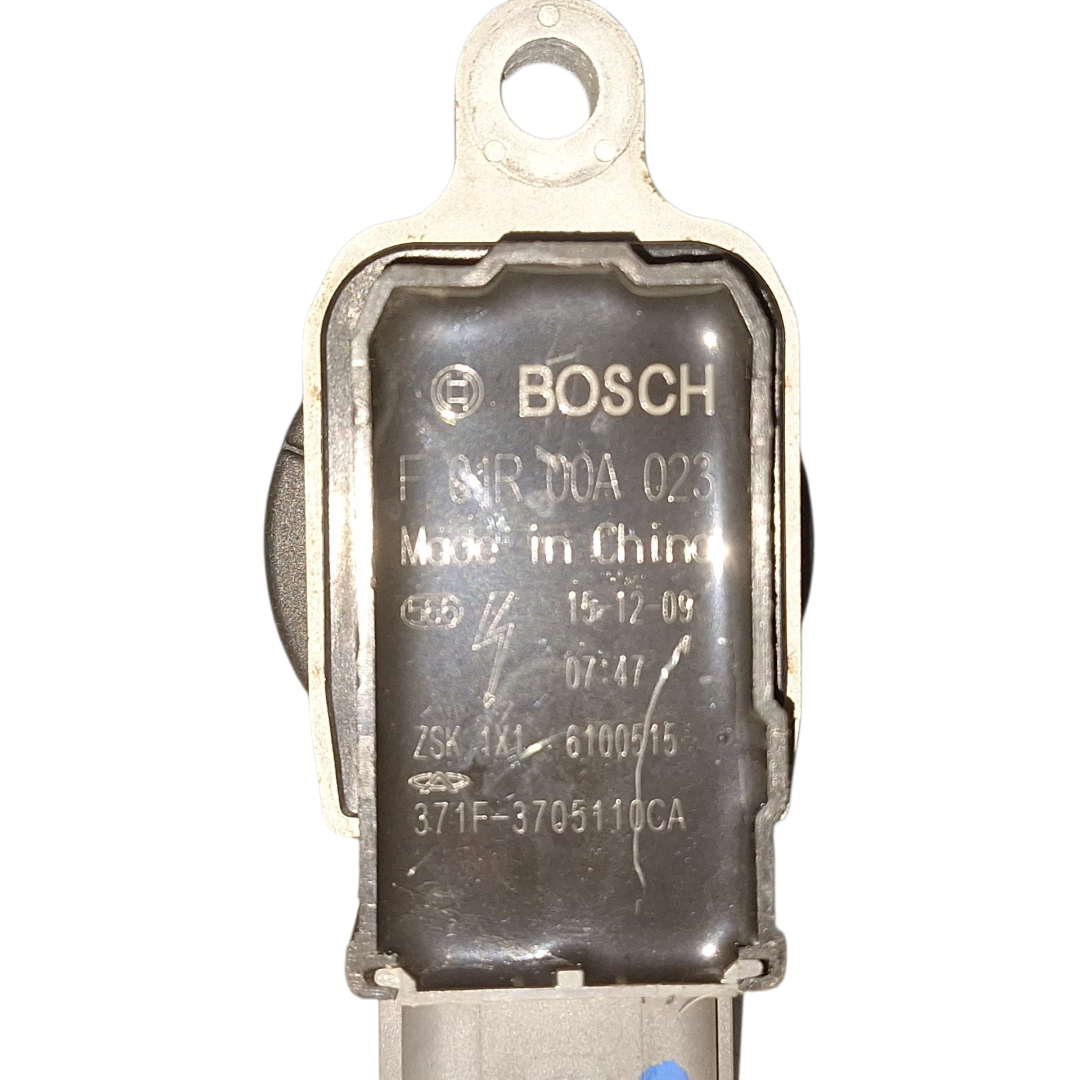 BOSCH
F 01R 00A 023
Made in China
15-12-09
07:47
ZSK 1X1 6100515
371F-3705110CA